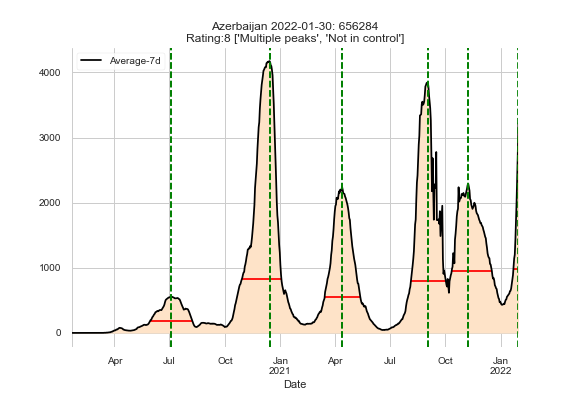 Azerbaijan 2022-01-30: 656284
Rating:8 ['Multiple peaks', 'Not in control']
Average-7d
4000
3000
2000
1000
0
Apr
Jul
Oct
Jan
2021
Apr
Jul
Oct
Jan
2022
Date